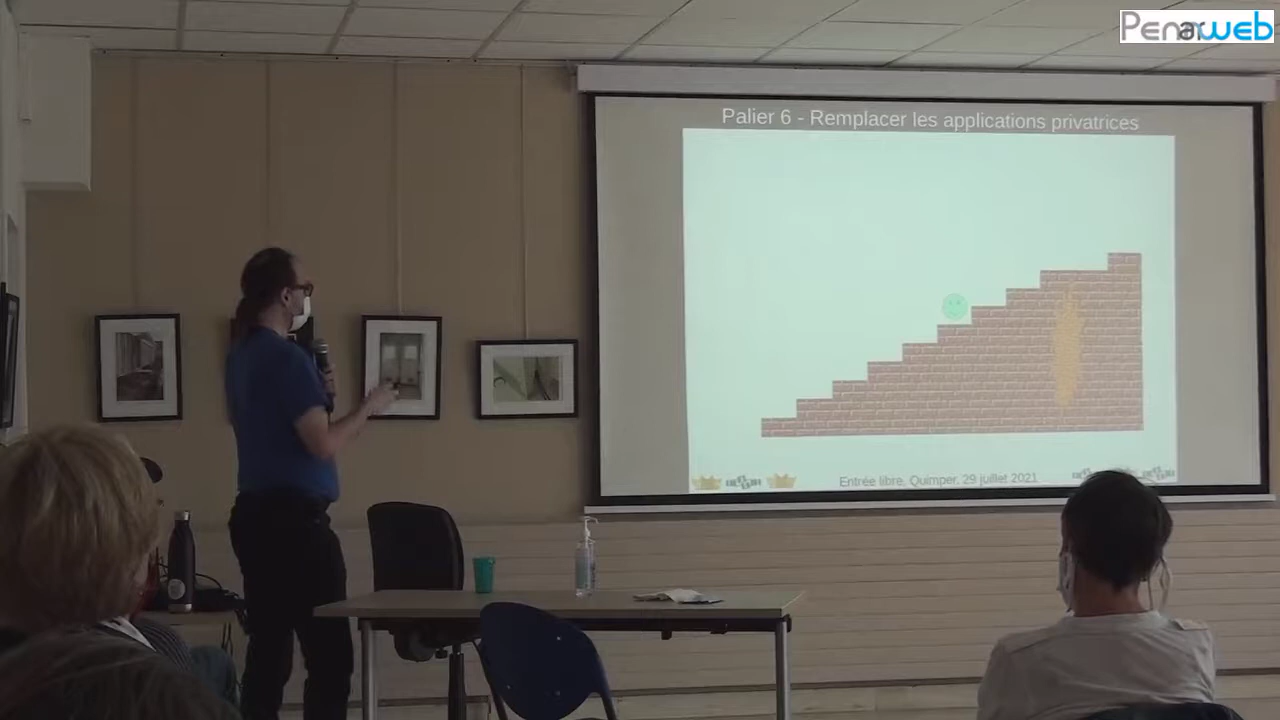 Penarweb
Palier 6 - Remplacer les applications privatrices
Entrée libre, Quimper, 29 juillet 2021